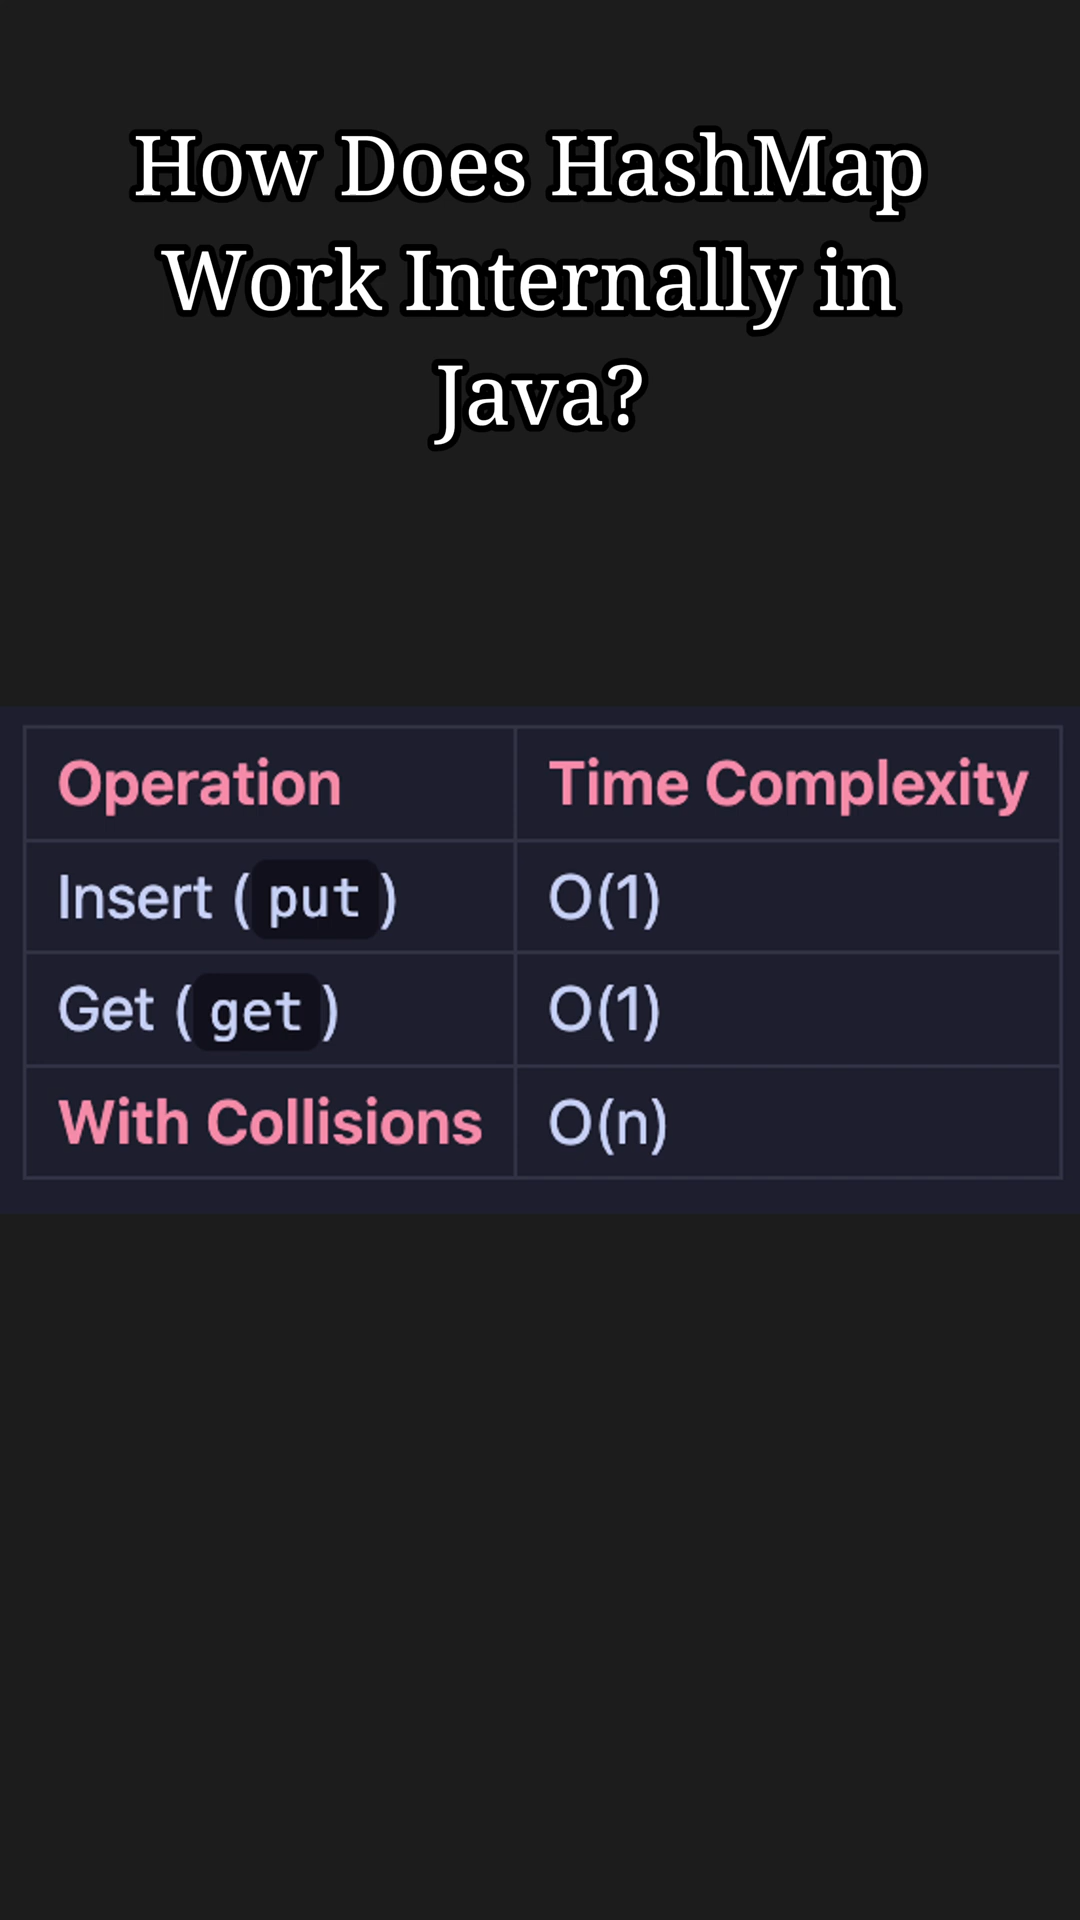 How Does HashMap
Work Internally in
Java?
Operation Time Complexity
Insert ( put ) O(1)
Get ( get ) O(1)
With Collisions O(n)